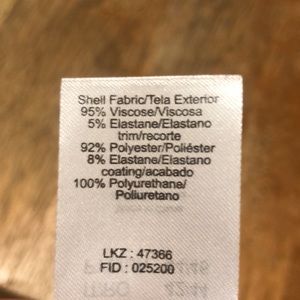 Shell Fabric/Tela Exterior
95% Viscose/Viscosa
5% Elastane/Elastano
trim/recorte
92% Polyester/Poliéster
8% Elastane/Elastano
coating/acabado
100% Polyurethane/
Poliuretano
LKZ : 47366
FID : 025200